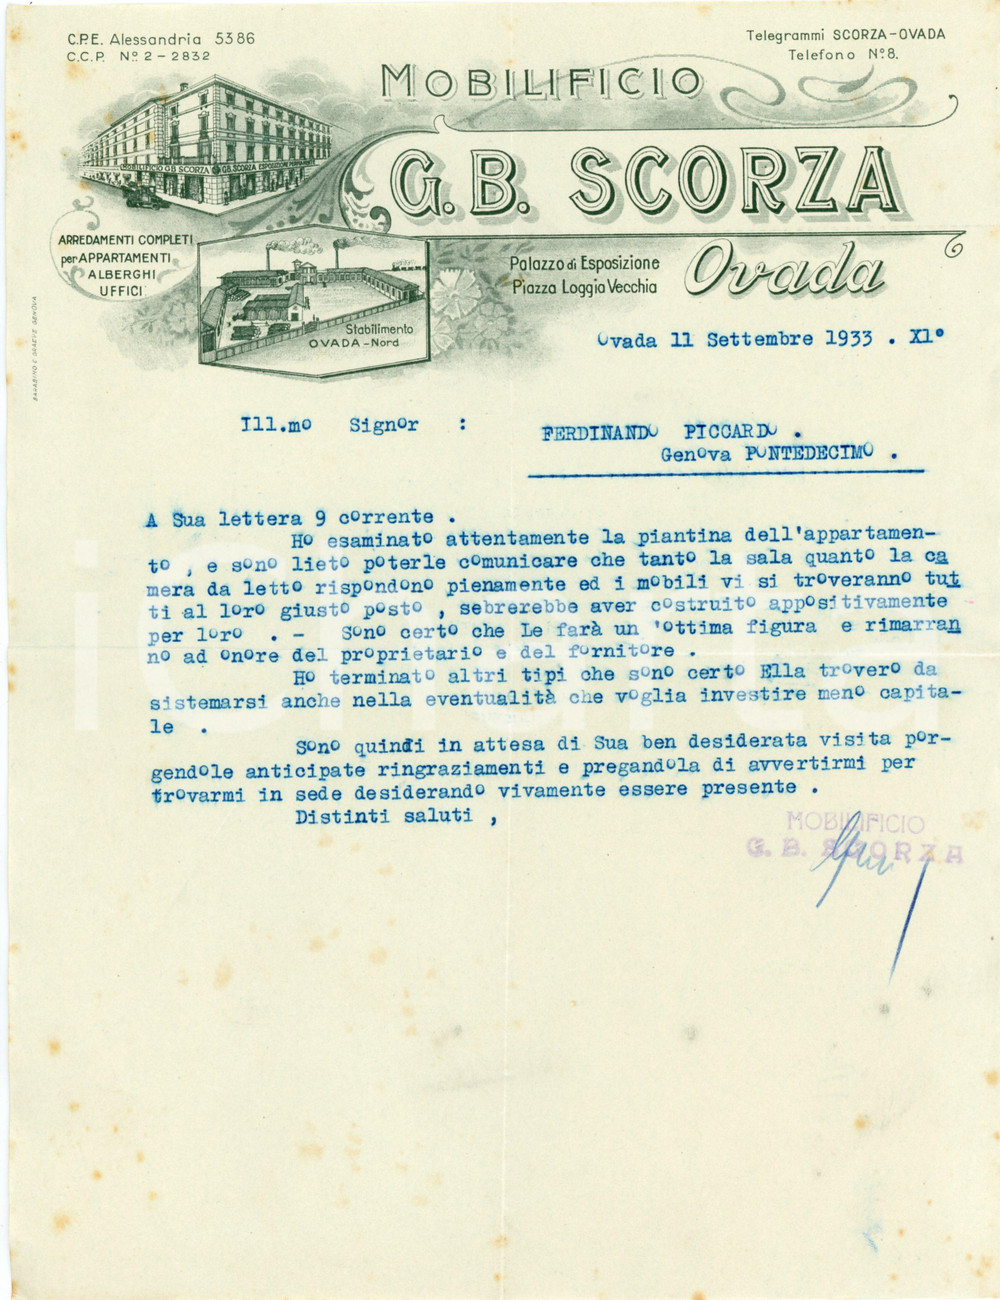 C.P.E. Alessandria 5386
C.C.P. No. 2-2832
Telegrammi SCORZA-OVADA
Telefono No. 8.
MOBILIFICIO
G.B. SCORZA
MOBILIFICIO G.B SCORZA
G.B. SCORZA ESPOSIZIONE
ARREDAMENTI COMPLETI
per APPARTAMENTI
ALBERGHI
UFFICI
Palazzo di Esposizione
Piazza Loggia Vecchia
Ovada
Stabilimento
OVADA-Nord
Ovada 11 Settembre 1933 . XI°
Ill.mo Signor :
FERDINANDO PICCARDO .
Genova PONTEDECIMO .
A Sua lettera 9 corrente .
Ho esaminato attentamente la piantina dell'appartamen-
to , e sono lieto poterle comunicare che tanto la sala quanto la ca
mera da letto rispondono pienamente ed i mobili vi si troveranno tut
ti al loro giusto posto , sebrerebbe aver costruito appositivamente
per loro . - Sono certo che Le farà un 'ottima figura e rimarran
no ad onore del proprietario e del fornitore .
Ho terminato altri tipi che sono certo Ella trovero da
sistemarsi anche nella eventualità che voglia investire meno capita-
le .
Sono quindi in attesa di Sua ben desiderata visita por-
gendole anticipate ringraziamenti e pregandola di avvertirmi per
trovarmi in sede desiderando vivamente essere presente .
Distinti saluti ,
MOBILIFICIO
G. B. SCORZA
iCharta